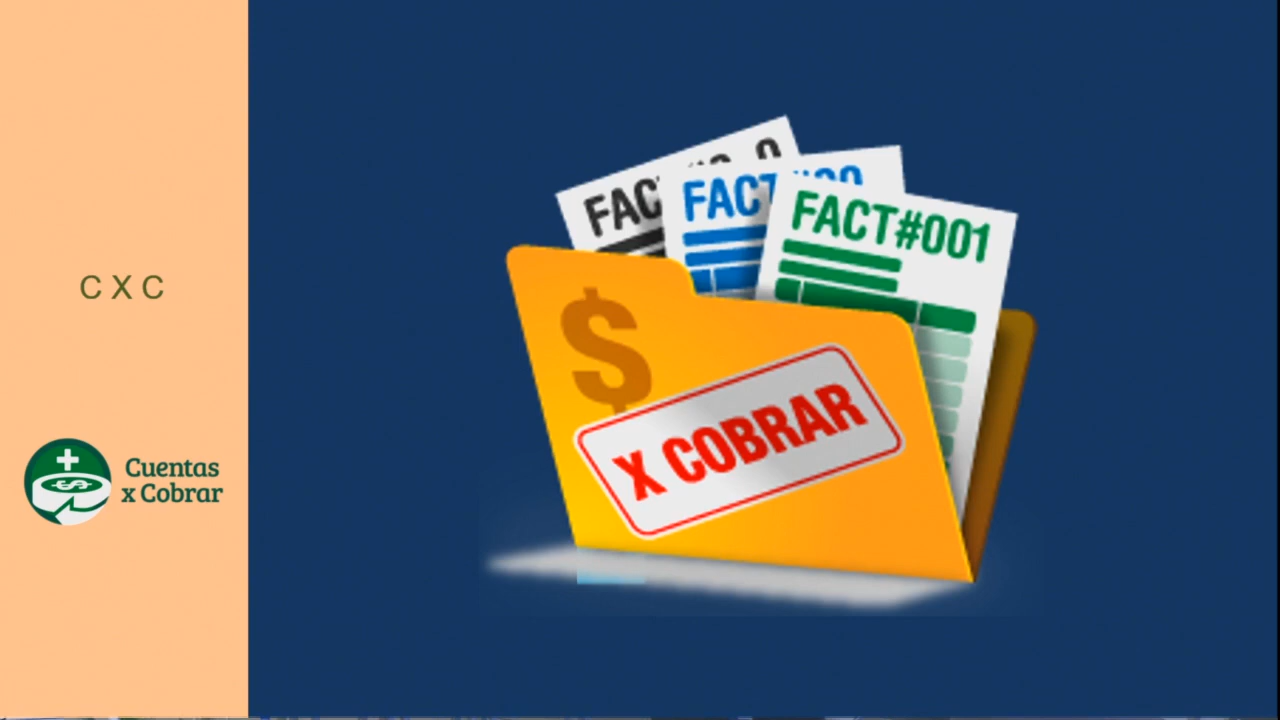 C X C
Cuentas
x Cobrar
FACT#001
$
X COBRAR